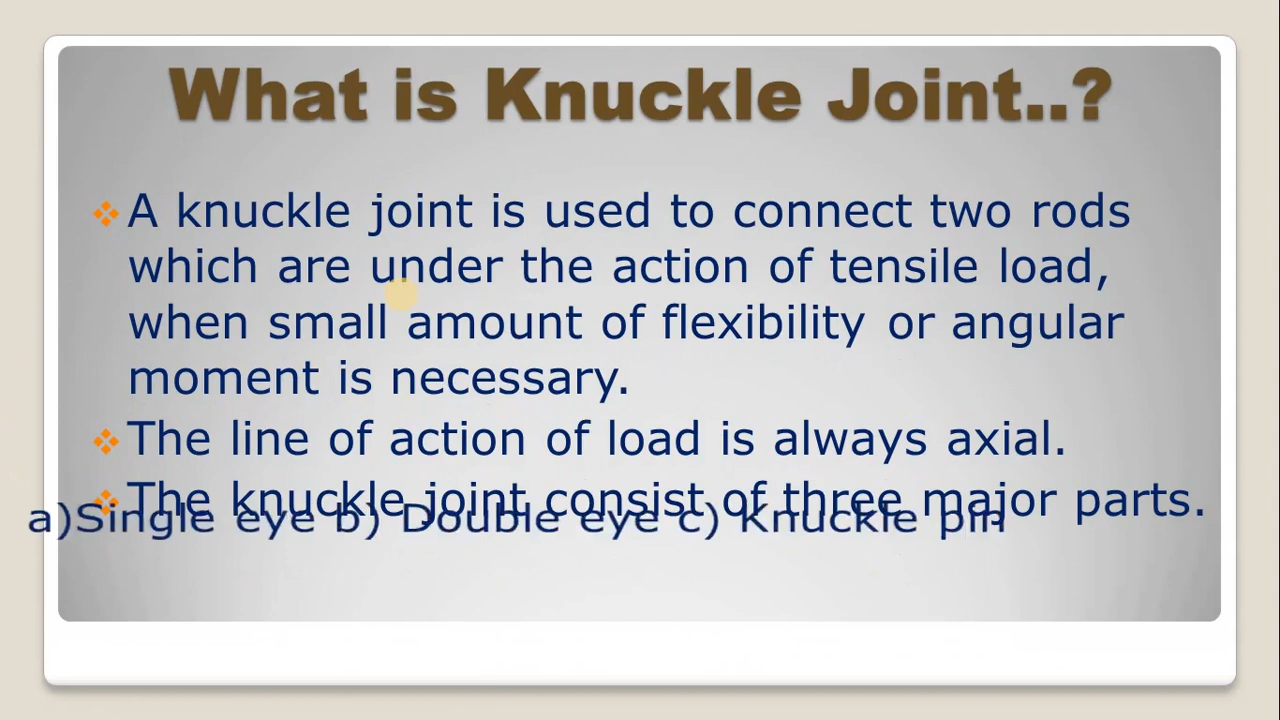 What is Knuckle Joint..?
A knuckle joint is used to connect two rods
which are under the action of tensile load,
when small amount of flexibility or angular
moment is necessary.
The line of action of load is always axial.
The knuckle joint consist of three major parts.
a)Single eye b) Double eye c) Knuckle pin